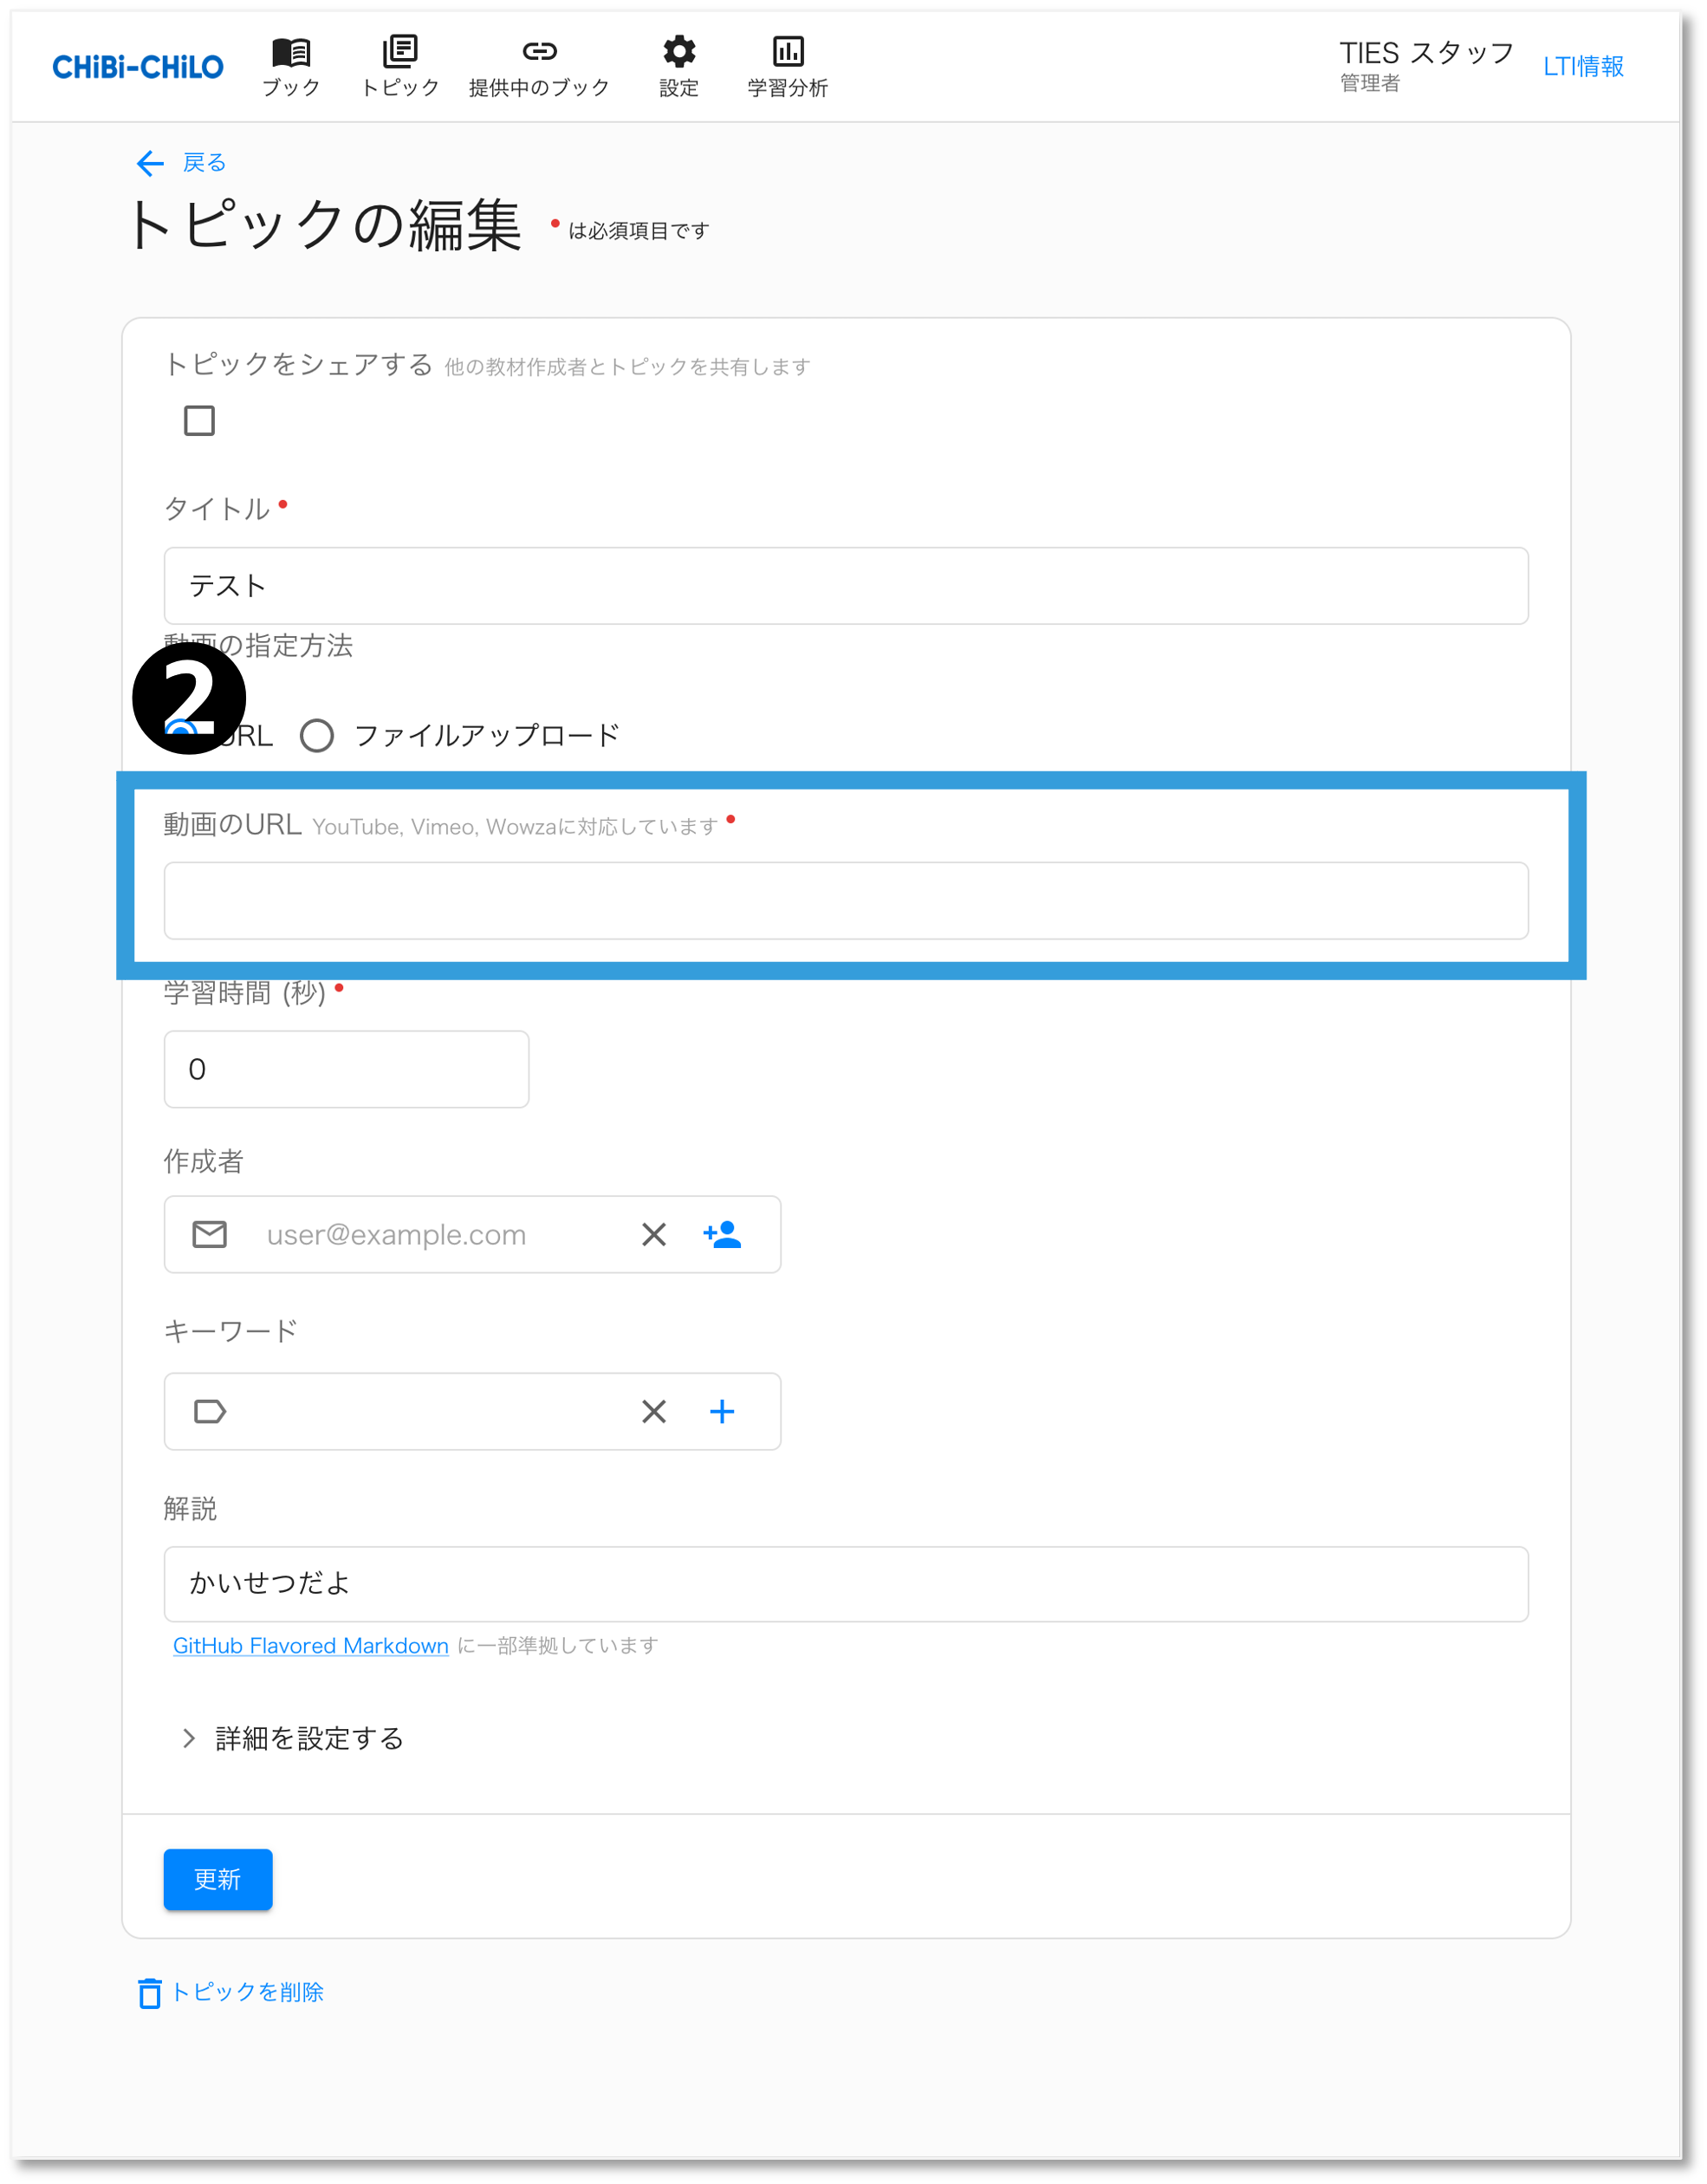 CHiBi-CHiLO
ブック
トピック
提供中のブック
設定
学習分析
TIES スタッフ
管理者
LTI情報
戻る
トピックの編集 • は必須項目です
トピックをシェアする 他の教材作成者とトピックを共有します
タイトル •
テスト
動画の指定方法
2
URL ファイルアップロード
動画のURL YouTube, Vimeo, Wowzaに対応しています •
学習時間 (秒) •
0
作成者
user@example.com
キーワード
解説
かいせつだよ
GitHub Flavored Markdown に一部準拠しています
詳細を設定する
更新
トピックを削除